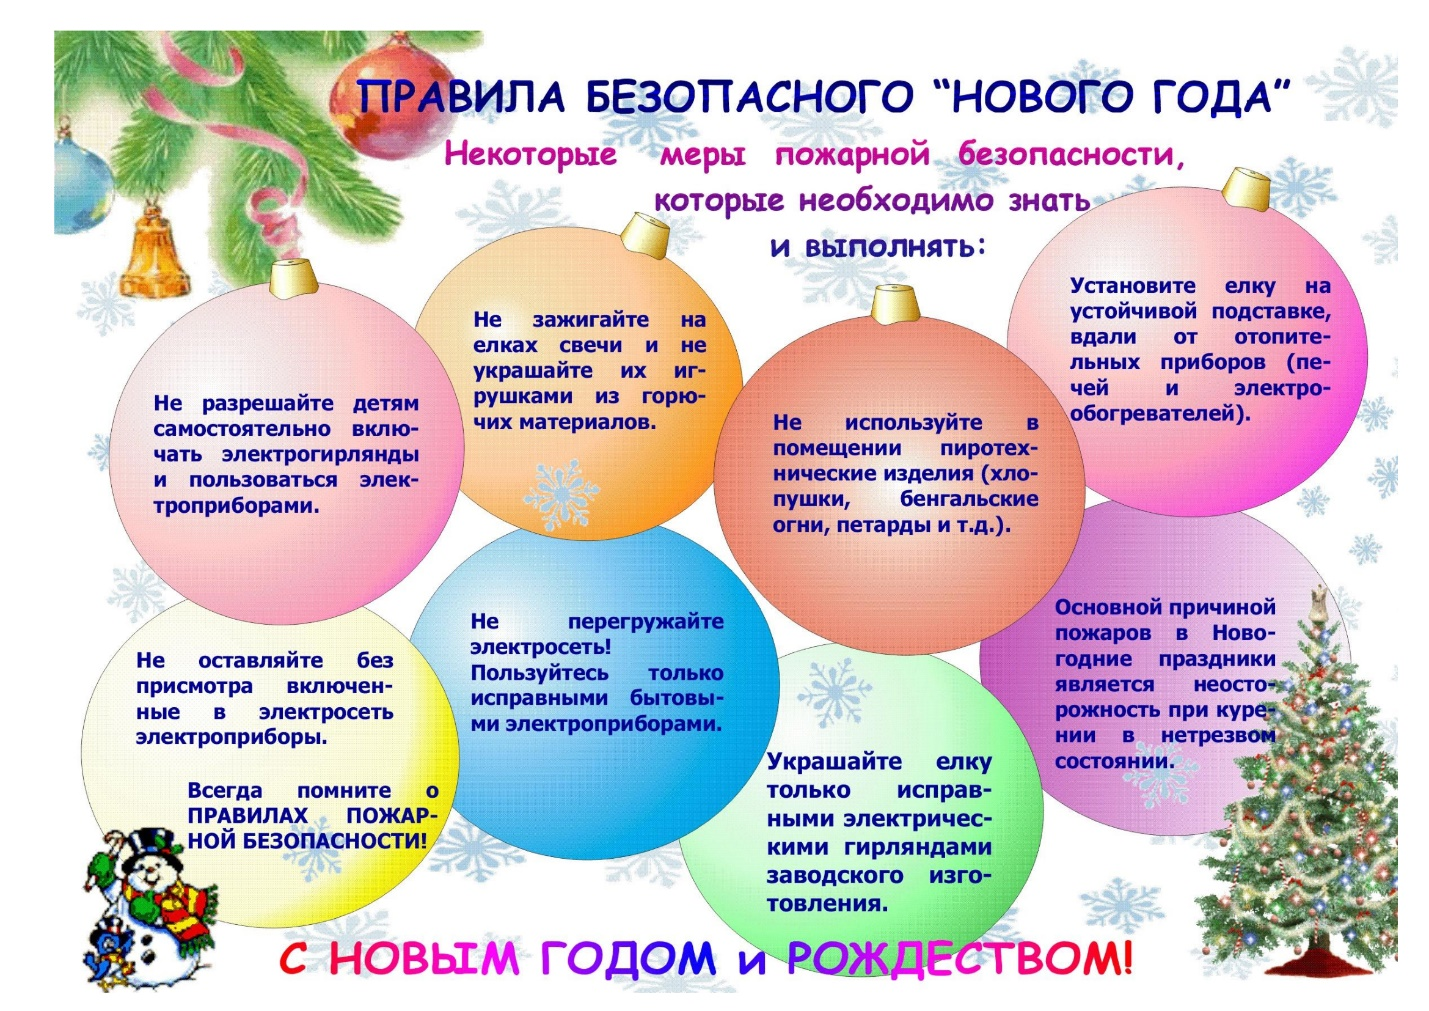 ПРАВИЛА БЕЗОПАСНОГО “НОВОГО ГОДА”
Некоторые меры пожарной безопасности,
которые необходимо знать
и выполнять:
Не разрешайте детям
самостоятельно вклю-
чать электрогирлянды
и пользоваться элек-
троприборами.
Не зажигайте на
елках свечи и не
украшайте их иг-
рушками из горю-
чих материалов.
Не используйте в
помещении пиротех-
нические изделия (хло-
пушки, бенгальские
огни, петарды и т.д.).
Установите елку на
устойчивой подставке,
вдали от отопите-
льных приборов (пе-
чей и электро-
обогревателей).
Не оставляйте без
присмотра включен-
ные в электросеть
электроприборы.
Всегда помните о
ПРАВИЛАХ ПОЖАР-
НОЙ БЕЗОПАСНОСТИ!
Не перегружайте
электросеть!
Пользуйтесь только
исправными бытовы-
ми электроприборами.
Украшайте елку
только исправ-
ными электричес-
кими гирляндами
заводского изго-
товления.
Основной причиной
пожаров в Ново-
годние праздники
является неосто-
рожность при куре-
нии в нетрезвом
состоянии.
С НОВЫМ ГОДОМ и РОЖДЕСТВОМ!